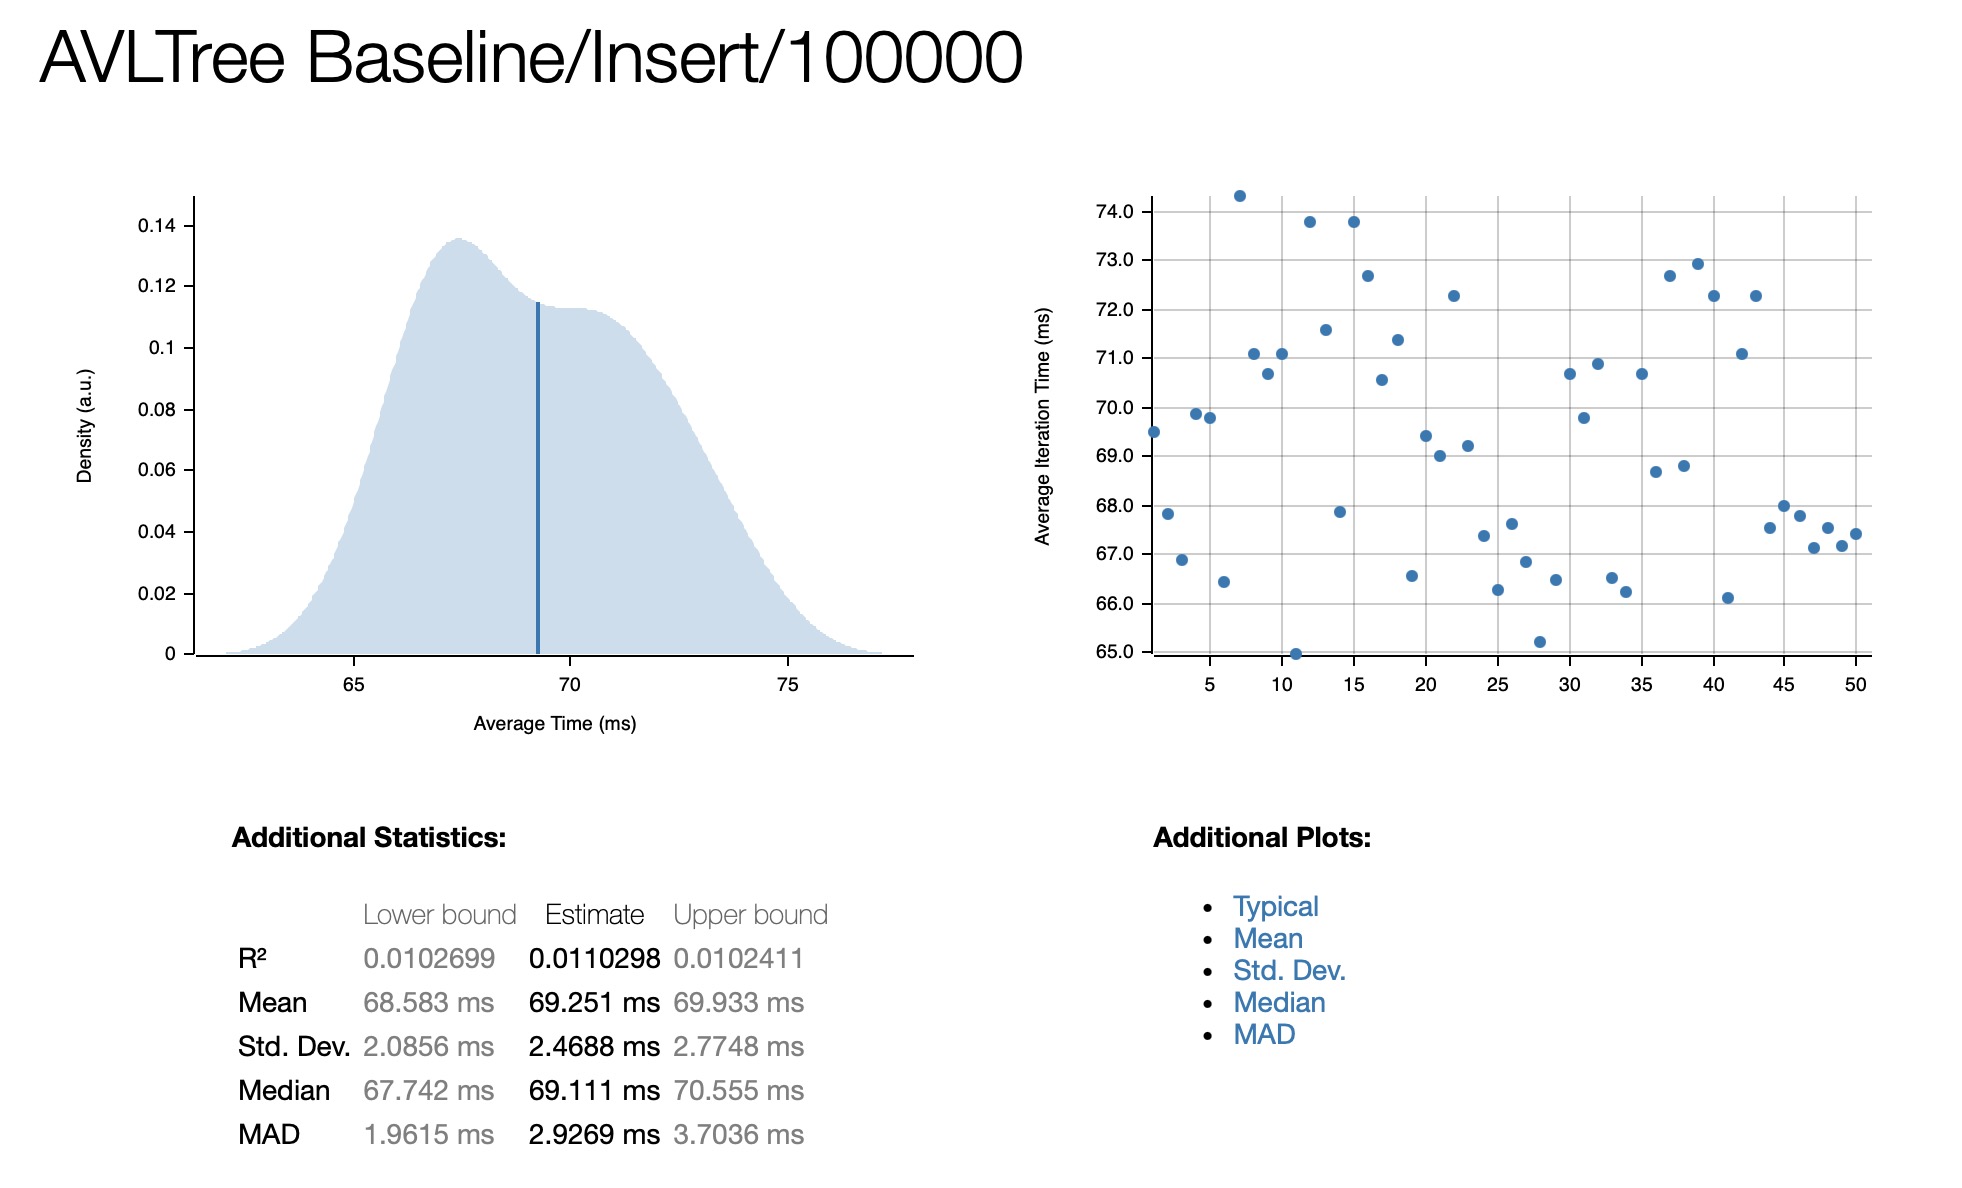 AVLTree Baseline/Insert/100000
Density (a.u.)
0.14
0.12
0.1
0.08
0.06
0.04
0.02
0
65 70 75
Average Time (ms)
Average Iteration Time (ms)
74.0
73.0
72.0
71.0
70.0
69.0
68.0
67.0
66.0
65.0
5 10 15 20 25 30 35 40 45 50
Additional Statistics:
Lower bound Estimate Upper bound
R² 0.0102699 0.0110298 0.0102411
Mean 68.583 ms 69.251 ms 69.933 ms
Std. Dev. 2.0856 ms 2.4688 ms 2.7748 ms
Median 67.742 ms 69.111 ms 70.555 ms
MAD 1.9615 ms 2.9269 ms 3.7036 ms
Additional Plots:
• Typical
• Mean
• Std. Dev.
• Median
• MAD